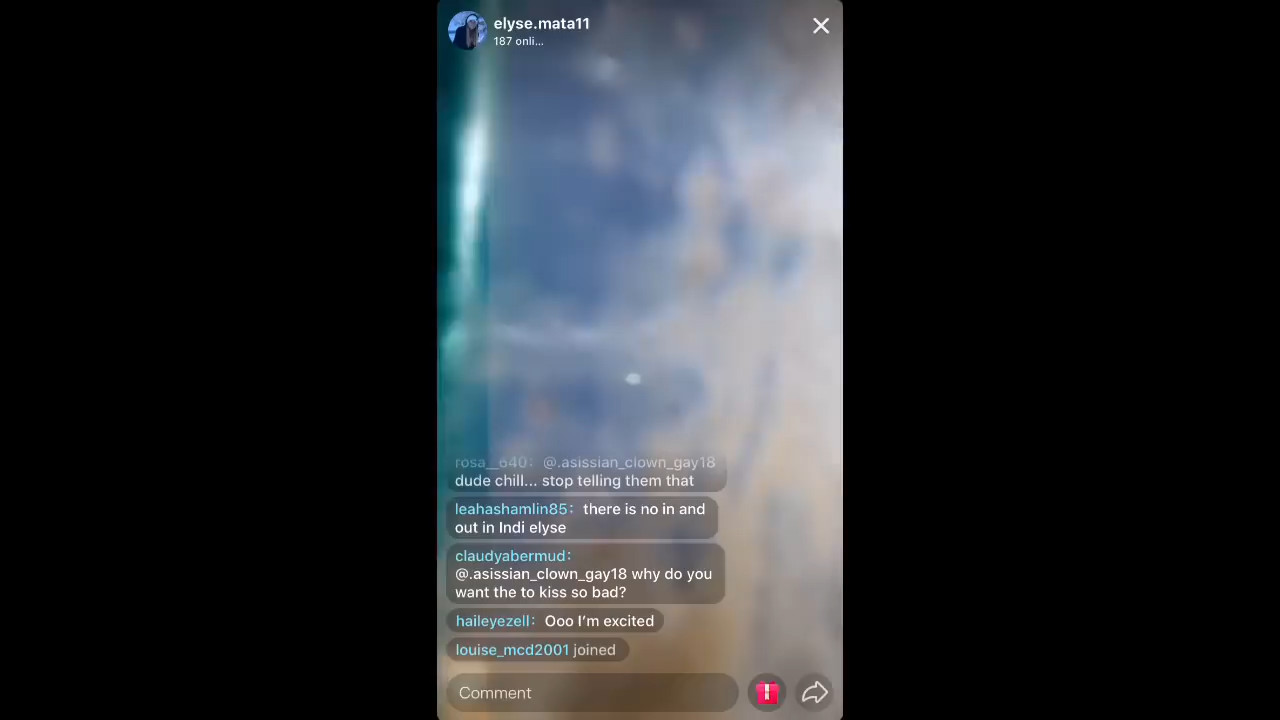 elyse.mata11
187 onli...
rosa__640: @.asissian_clown_gay18
dude chill... stop telling them that
leahashamlin85: there is no in and
out in Indi elyse
claudyabermud:
@.asissian_clown_gay18 why do you
want the to kiss so bad?
haileyezell: Ooo I'm excited
louise_mcd2001 joined
Comment